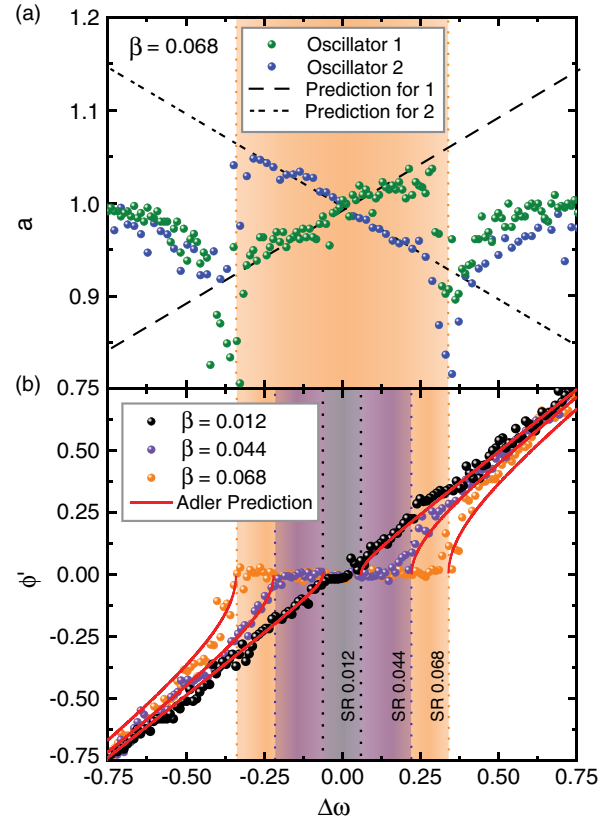 (a)
β = 0.068
Oscillator 1
Oscillator 2
Prediction for 1
Prediction for 2
1.2
1.1
1.0
0.9
a
(b)
β = 0.012
β = 0.044
β = 0.068
Adler Prediction
0.75
0.50
0.25
0.00
-0.25
-0.50
-0.75
ϕ'
SR 0.012
SR 0.044
SR 0.068
-0.75 -0.50 -0.25 0.00 0.25 0.50 0.75
Δω